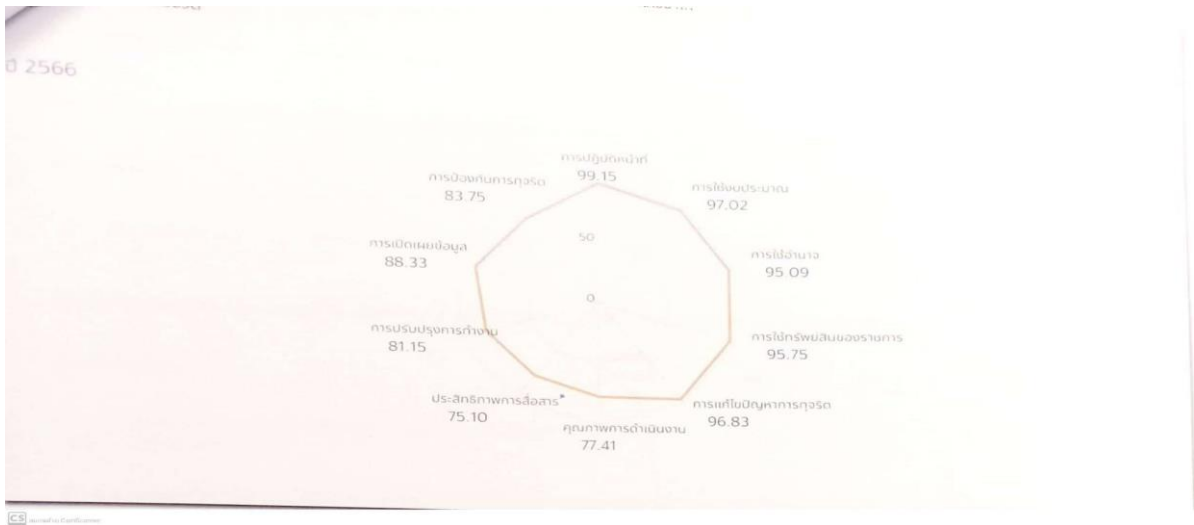 ปี 2566
การปฏิบัติหน้าที่
99.15
การป้องกันการทุจริต
83.75
การใช้งบประมาณ
97.02
50
การเปิดเผยข้อมูล
88.33
การใช้อำนาจ
95.09
0
การปรับปรุงการทำงาน
81.15
การใช้ทรัพย์สินของราชการ
95.75
ประสิทธิภาพการสื่อสาร
75.10
การแก้ไขปัญหาการทุจริต
96.83
คุณภาพการดำเนินงาน
77.41
CS